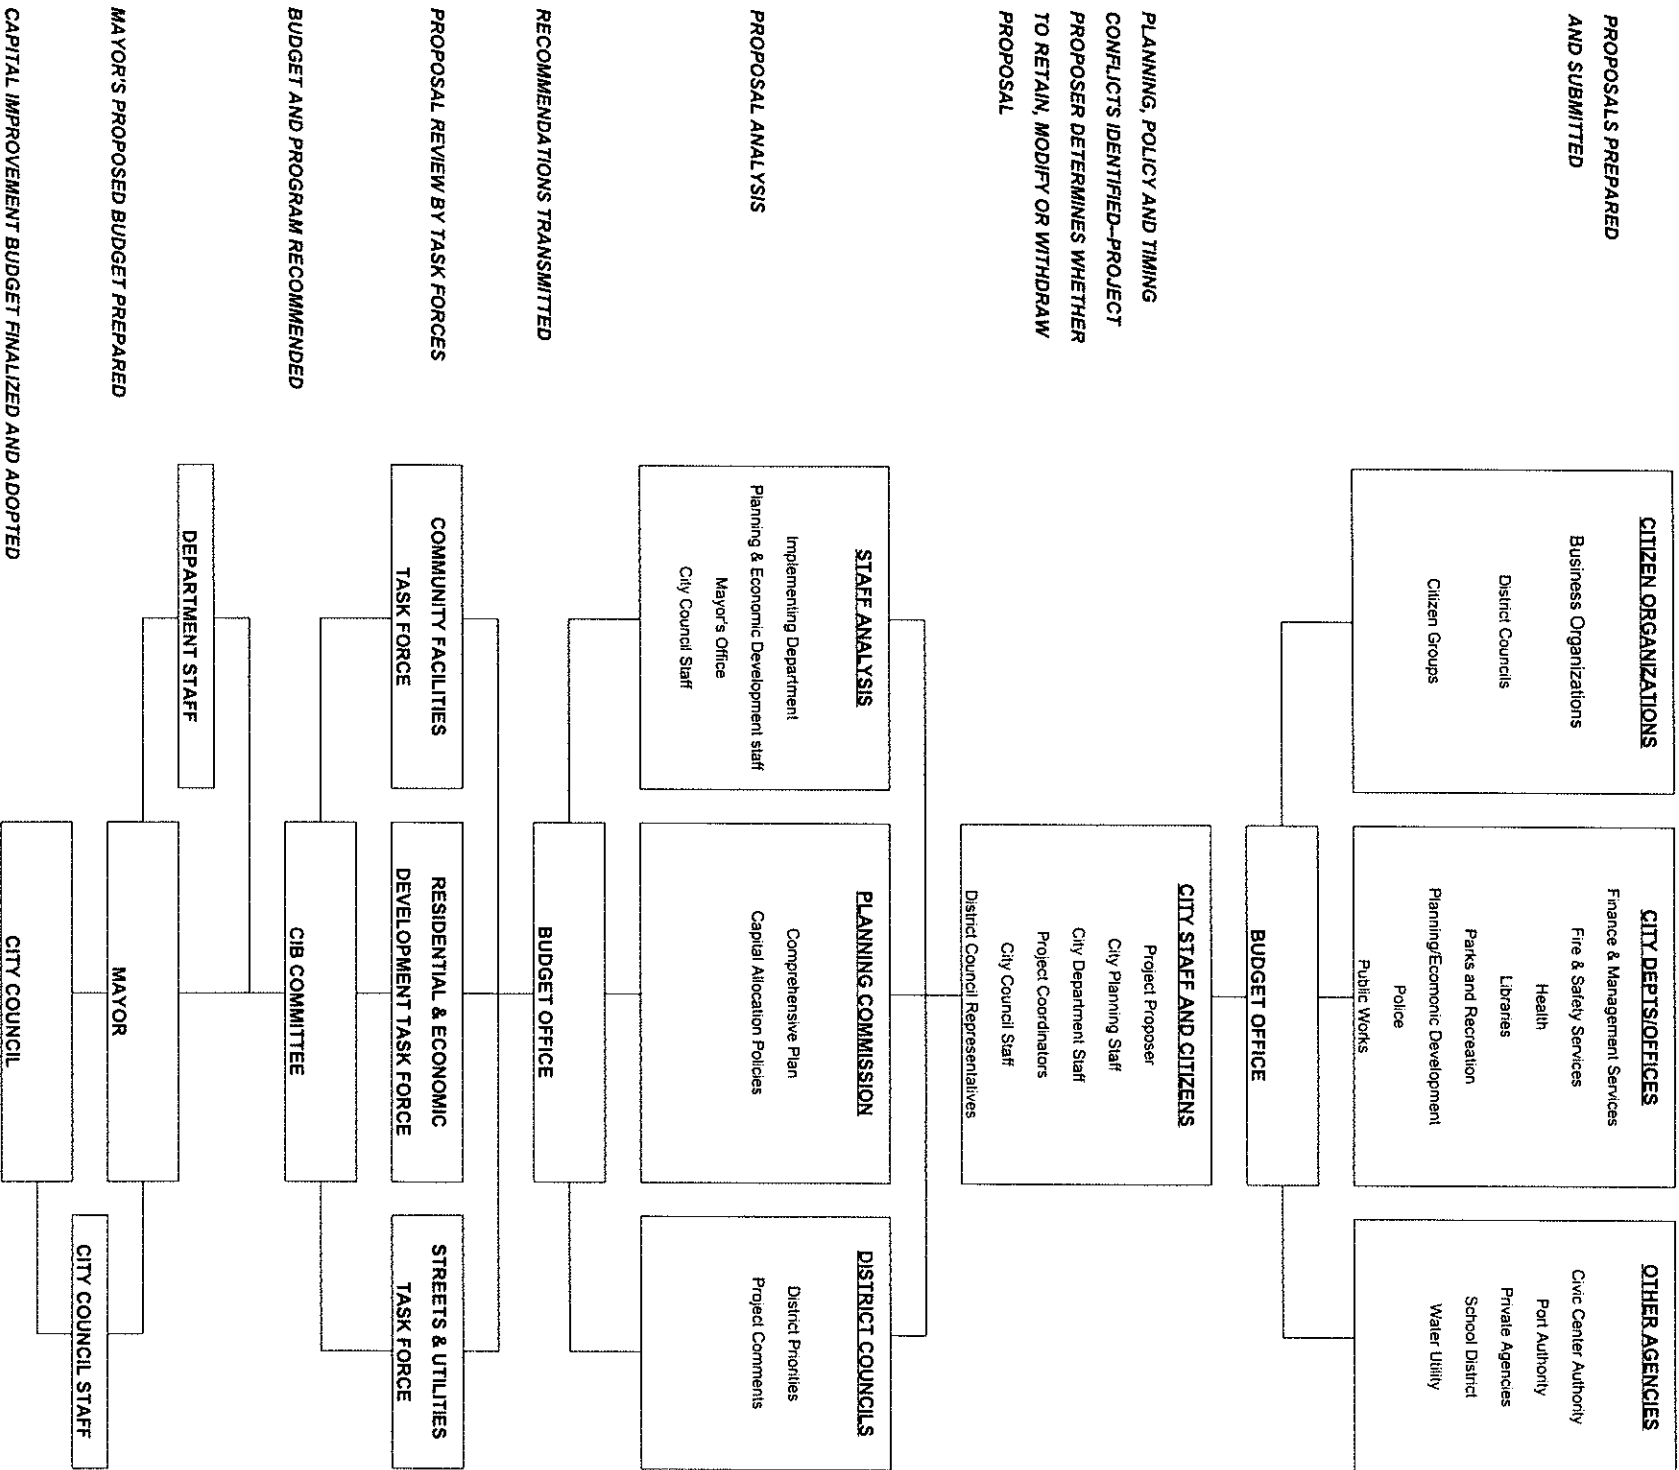 PROPOSALS PREPARED
AND SUBMITTED
CITIZEN ORGANIZATIONS
Business Organizations
District Councils
Citizen Groups
CITY DEPTS/OFFICES
Finance & Management Services
Fire & Safety Services
Health
Libraries
Parks and Recreation
Planning/Ecomonic Development
Police
Public Works
OTHER AGENCIES
Civic Center Authority
Port Authority
Private Agencies
School District
Water Utility
BUDGET OFFICE
PLANNING, POLICY AND TIMING
CONFLICTS IDENTIFIED--PROJECT
PROPOSER DETERMINES WHETHER
TO RETAIN, MODIFY OR WITHDRAW
PROPOSAL
CITY STAFF AND CITIZENS
Project Proposer
City Planning Staff
City Department Staff
Project Coordinators
City Council Staff
District Council Representatives
PROPOSAL ANALYSIS
STAFF ANALYSIS
Implementing Department
Planning & Economic Development staff
Mayor's Office
City Council Staff
PLANNING COMMISSION
Comprehensive Plan
Capital Allocation Policies
DISTRICT COUNCILS
District Priorities
Project Comments
RECOMMENDATIONS TRANSMITTED
BUDGET OFFICE
PROPOSAL REVIEW BY TASK FORCES
COMMUNITY FACILITIES
TASK FORCE
RESIDENTIAL & ECONOMIC
DEVELOPMENT TASK FORCE
STREETS & UTILITIES
TASK FORCE
BUDGET AND PROGRAM RECOMMENDED
CIB COMMITTEE
DEPARTMENT STAFF
MAYOR'S PROPOSED BUDGET PREPARED
MAYOR
CITY COUNCIL STAFF
CAPITAL IMPROVEMENT BUDGET FINALIZED AND ADOPTED
CITY COUNCIL